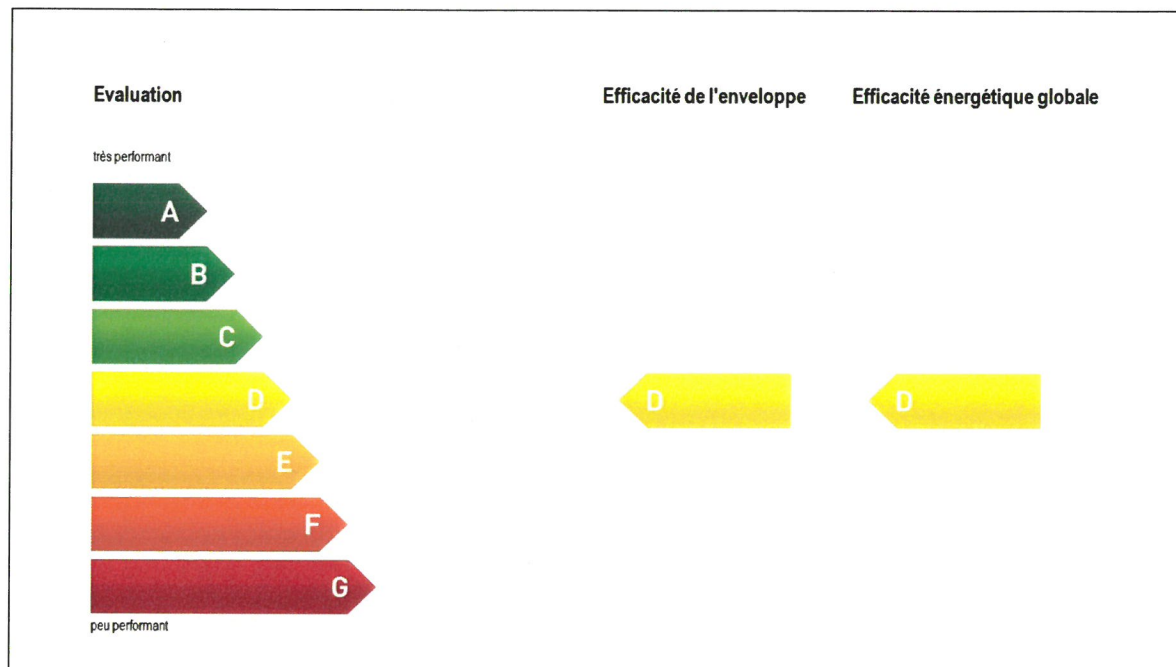 Evaluation
Efficacité de l'enveloppe
Efficacité énergétique globale
très performant
A
B
C
D
D
D
E
F
G
peu performant